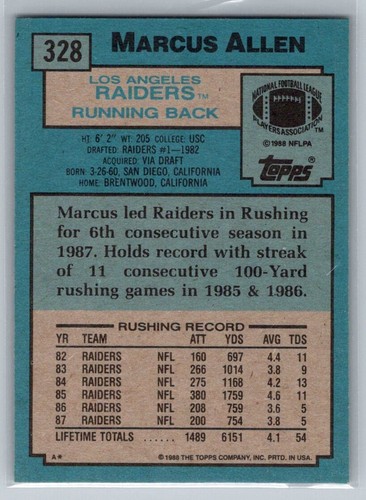 328 MARCUS ALLEN
LOS ANGELES
RAIDERS™
RUNNING BACK
NATIONAL FOOTBALL LEAGUE
PLAYERS ASSOCIATION™
©1988 NFLPA
topps®
HT: 6' 2" WT: 205 COLLEGE: USC
DRAFTED: RAIDERS #1—1982
ACQUIRED: VIA DRAFT
BORN: 3-26-60, SAN DIEGO, CALIFORNIA
HOME: BRENTWOOD, CALIFORNIA
Marcus led Raiders in Rushing
for 6th consecutive season in
1987. Holds record with streak
of 11 consecutive 100-Yard
rushing games in 1985 & 1986.
RUSHING RECORD
YR TEAM ATT YDS AVG TDS
82 RAIDERS NFL 160 697 4.4 11
83 RAIDERS NFL 266 1014 3.8 9
84 RAIDERS NFL 275 1168 4.2 13
85 RAIDERS NFL 380 1759 4.6 11
86 RAIDERS NFL 208 759 3.6 5
87 RAIDERS NFL 200 754 3.8 5
LIFETIME TOTALS ...... 1489 6151 4.1 54
A* © 1988 THE TOPPS COMPANY, INC. PRTD. IN U.S.A.